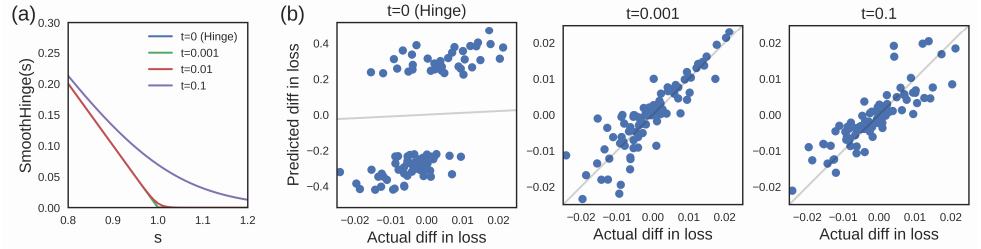 (a)
0.30
0.25
0.20
0.15
0.10
0.05
0.00
0.8 0.9 1.0 1.1 1.2
s
SmoothHinge(s)
t=0 (Hinge)
t=0.001
t=0.01
t=0.1
(b)
t=0 (Hinge)
0.4
0.2
0.0
−0.2
−0.4
−0.02 −0.01 0.00 0.01 0.02
Actual diff in loss
Predicted diff in loss
t=0.001
0.02
0.01
0.00
−0.01
−0.02
−0.02 −0.01 0.00 0.01 0.02
Actual diff in loss
t=0.1
0.02
0.01
0.00
−0.01
−0.02
−0.02 −0.01 0.00 0.01 0.02
Actual diff in loss